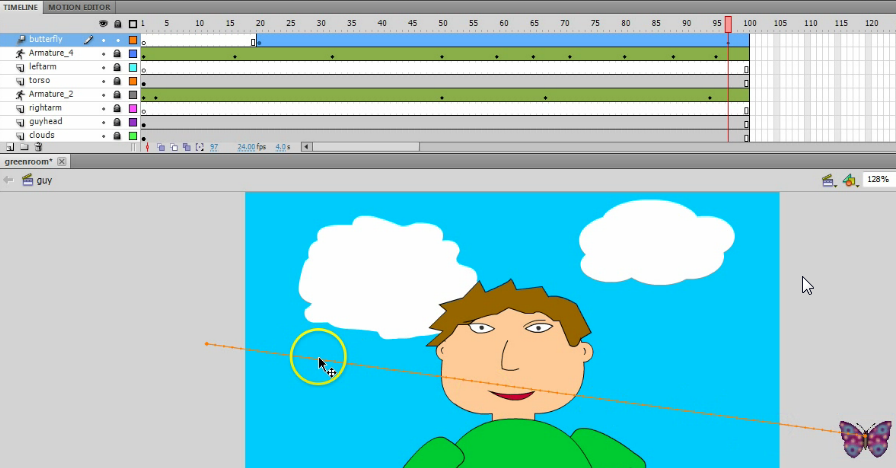 TIMELINE MOTION EDITOR
1 5 10 15 20 25 30 35 40 45 50 55 60 65 70 75 80 85 90 95 100 105 110 115 120
butterfly
Armature_4
leftarm
torso
Armature_2
rightarm
guyhead
clouds
97 24.00 fps 4.0 s
greenroom*
guy 128%